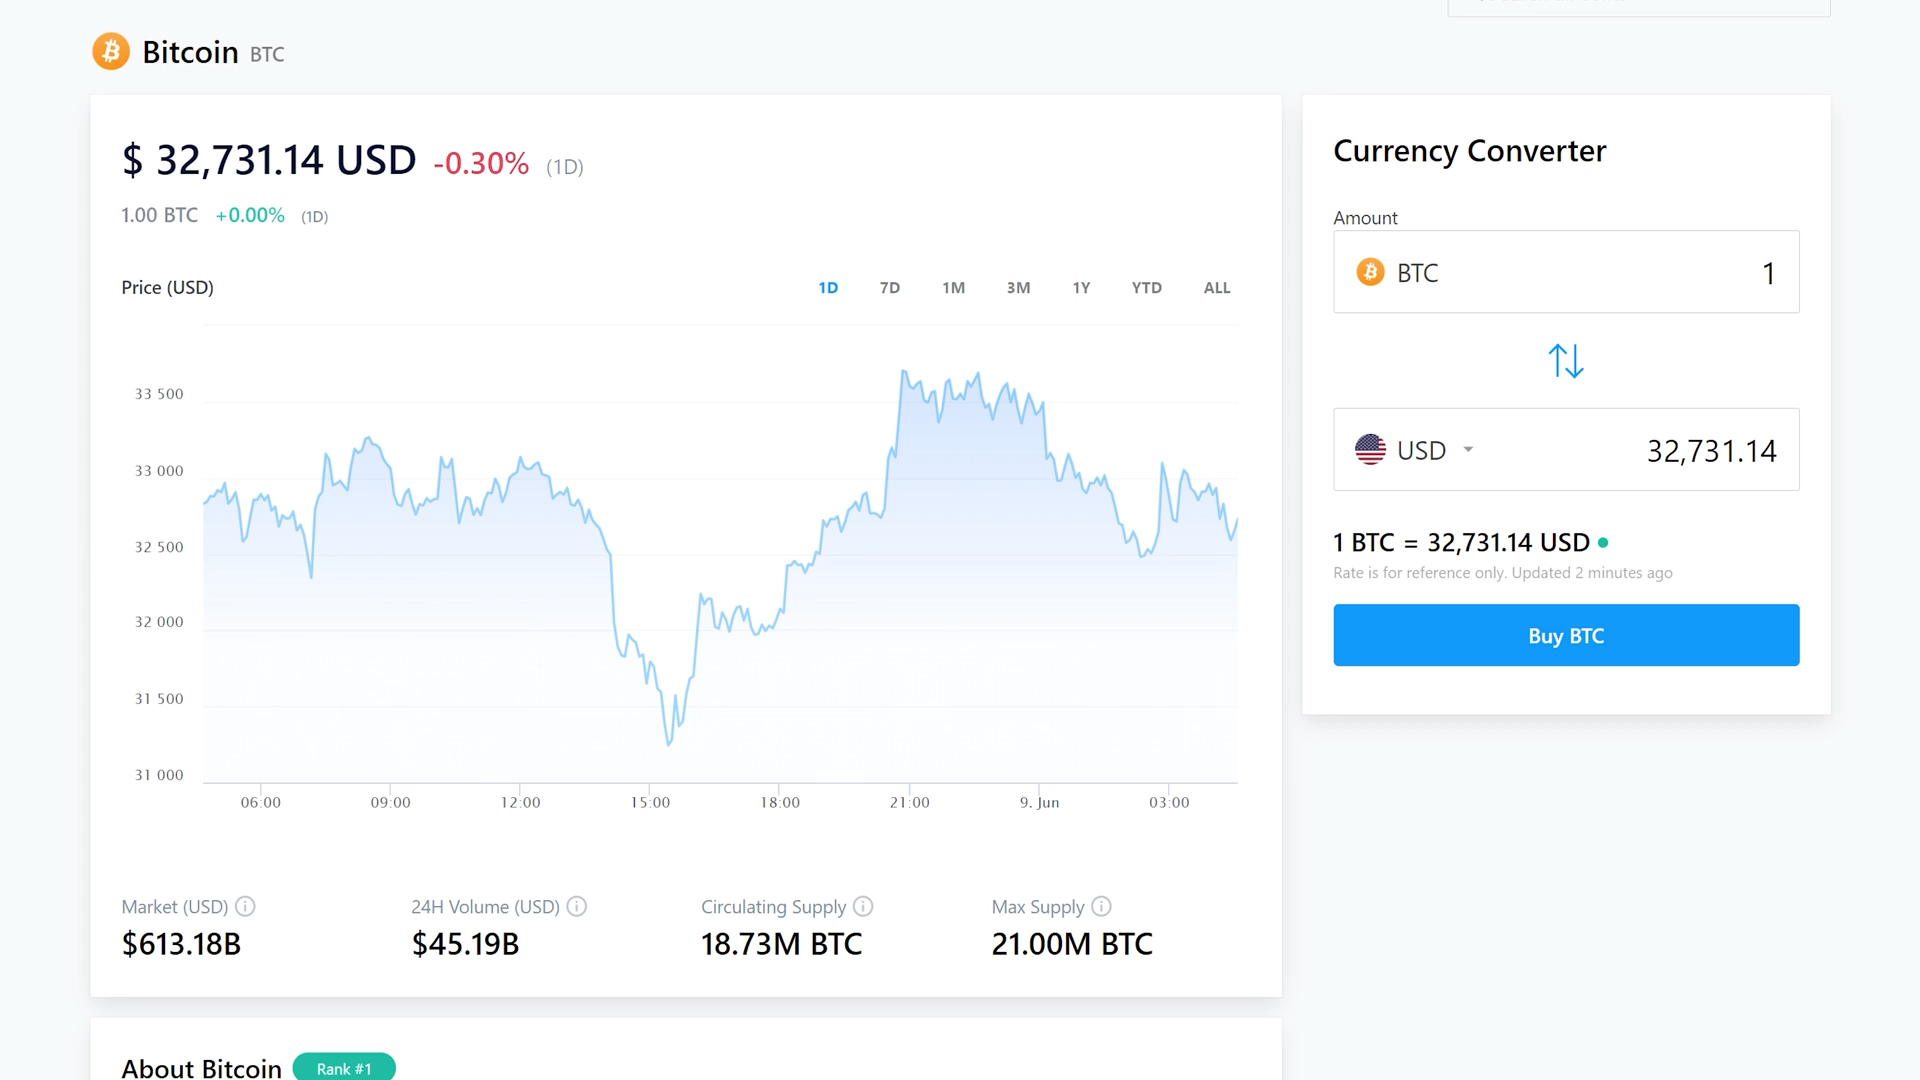 Bitcoin BTC
$ 32,731.14 USD -0.30% (1D)
1.00 BTC +0.00% (1D)
Price (USD)
1D 7D 1M 3M 1Y YTD ALL
33 500
33 000
32 500
32 000
31 500
31 000
06:00 09:00 12:00 15:00 18:00 21:00 9. Jun 03:00
Market (USD)
$613.18B
24H Volume (USD)
$45.19B
Circulating Supply
18.73M BTC
Max Supply
21.00M BTC
About Bitcoin Rank #1
Currency Converter
Amount
BTC 1
USD 32,731.14
1 BTC = 32,731.14 USD
Rate is for reference only. Updated 2 minutes ago
Buy BTC